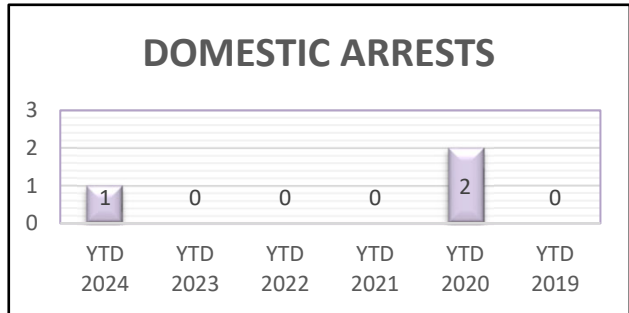 DOMESTIC ARRESTS
3
2
1
0
1 0 0 0 2 0
YTD YTD YTD YTD YTD YTD
2024 2023 2022 2021 2020 2019